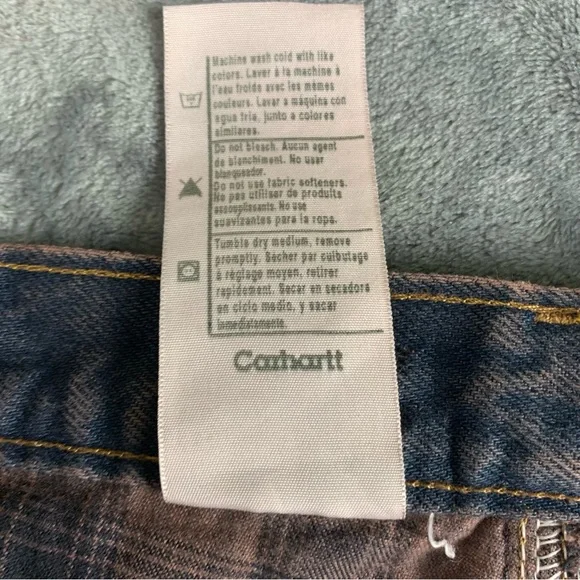 Machine wash cold with like
colors. Laver à la machine à
l'eau froide avec les mèmes
couleurs. Lavar a màquina con
agua fria, junto a colores
similares.
Do not bleach. Aucun agent
de blanchiment. No usar
blanqueador.
Do not use fabric softeners.
Ne pas utiliser de produits
assouplissants. No use
suavizantes para la ropa.
Tumble dry medium, remove
promptly. Sécher par culbutage
à réglage moyen, retirer
rapidement. Secar en secadora
en ciclo medio, y sacar
inmediatamente.
Carhartt